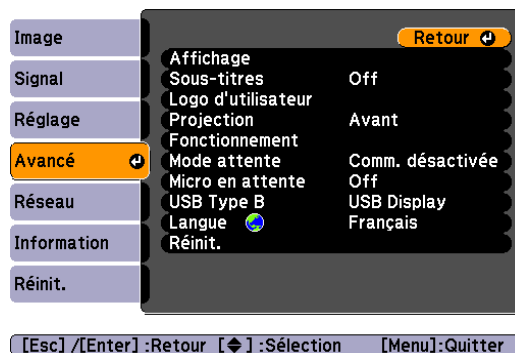 Image
Signal
Réglage
Avancé
Réseau
Information
Réinit.
Retour
Affichage
Sous-titres Off
Logo d'utilisateur
Projection Avant
Fonctionnement
Mode attente Comm. désactivée
Micro en attente Off
USB Type B USB Display
Langue Français
Réinit.
[Esc] /[Enter] :Retour [ ] :Sélection [Menu]:Quitter